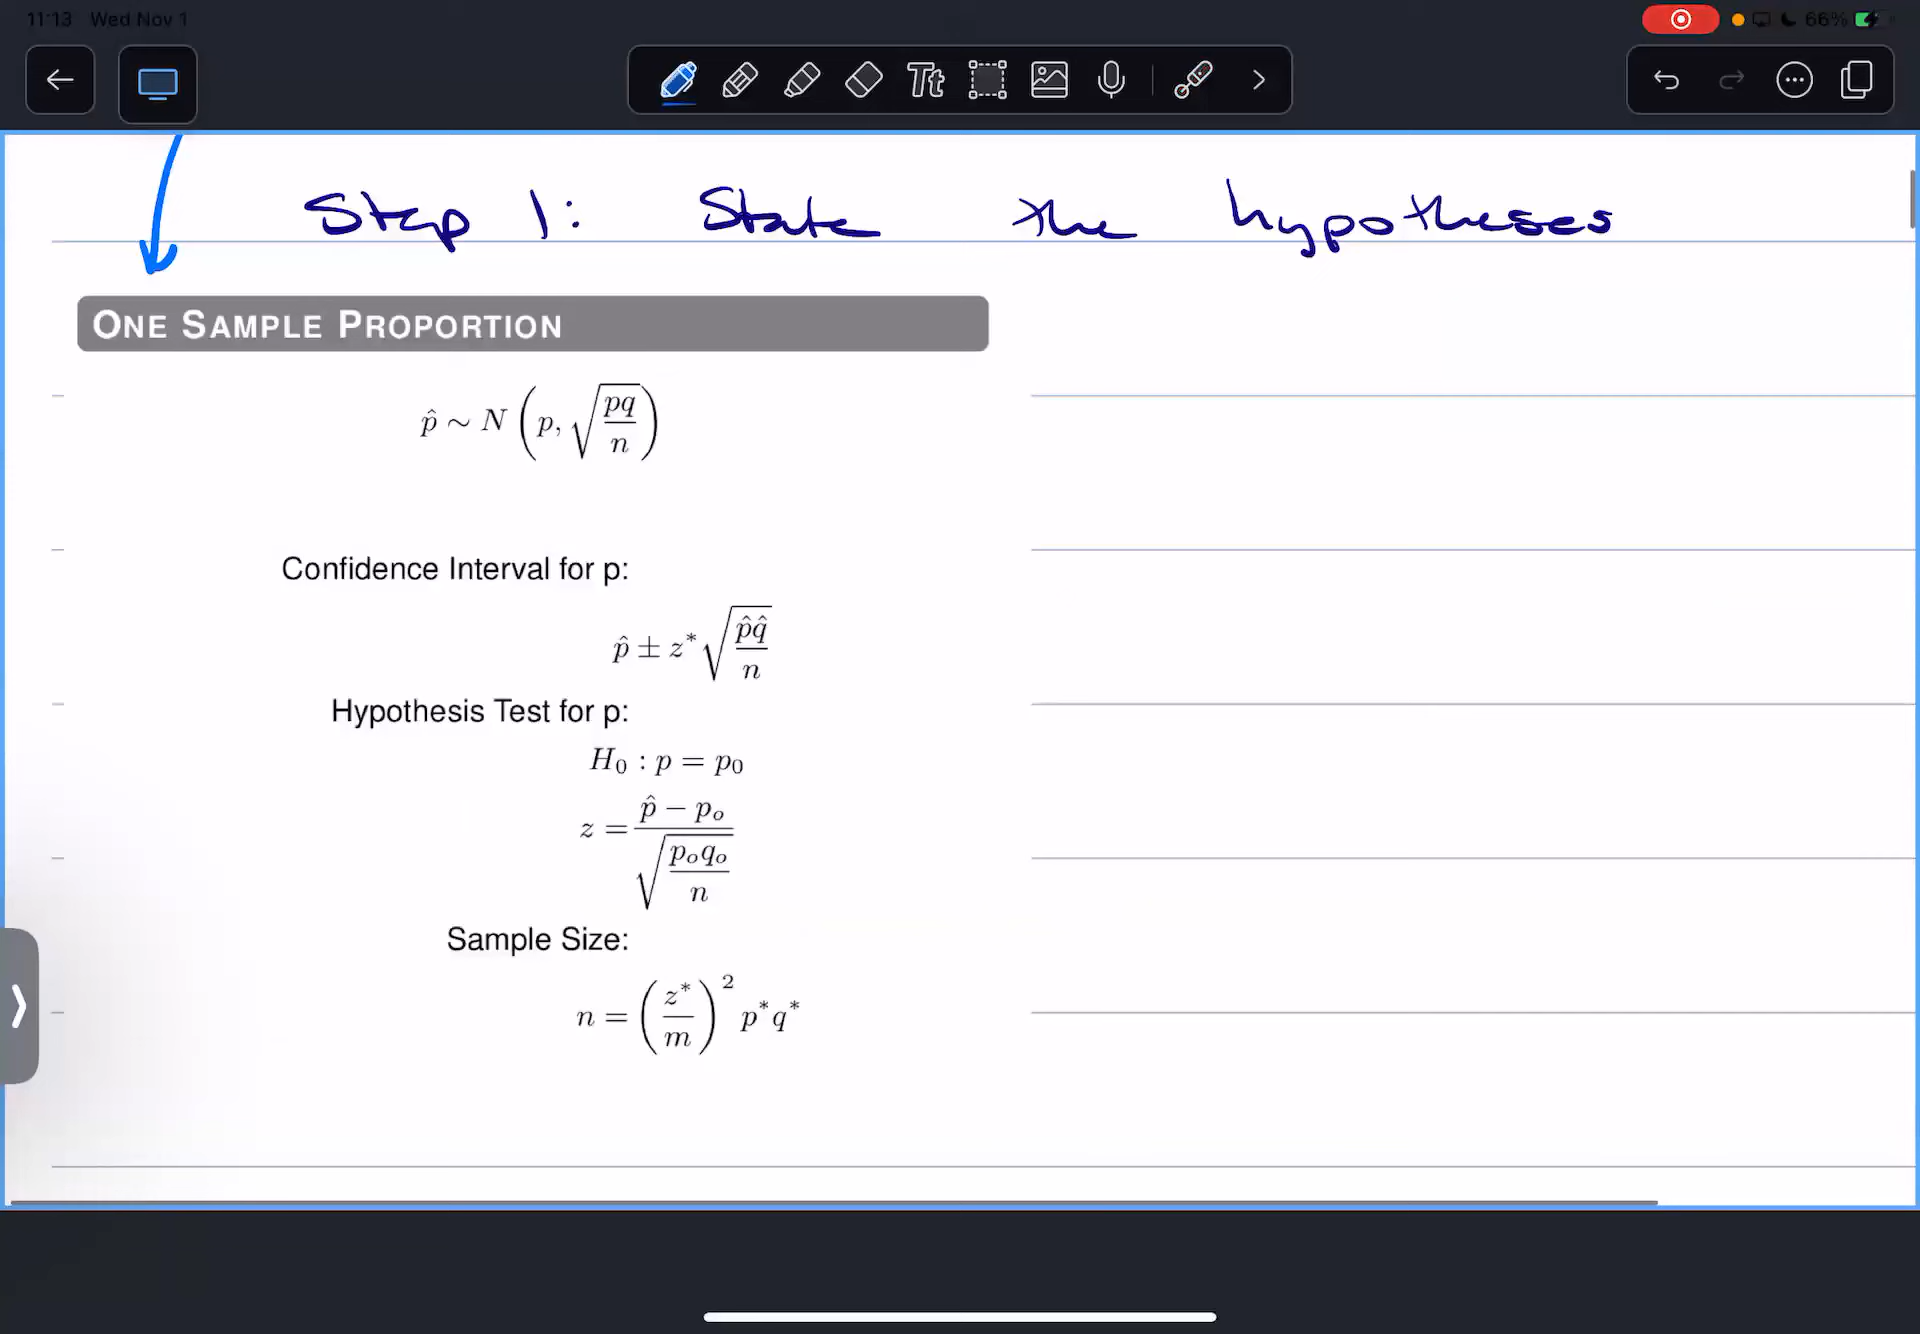 11:13 Wed Nov 1
66%
Tt
Step 1: State the hypotheses
ONE SAMPLE PROPORTION
p̂ ∼ N (p, √(pq/n))
Confidence Interval for p:
p̂ ± z* √(p̂q̂/n)
Hypothesis Test for p:
H₀ : p = p₀
z = (p̂ − pₒ)/√(pₒqₒ/n)
Sample Size:
n = (z*/m)² p*q*